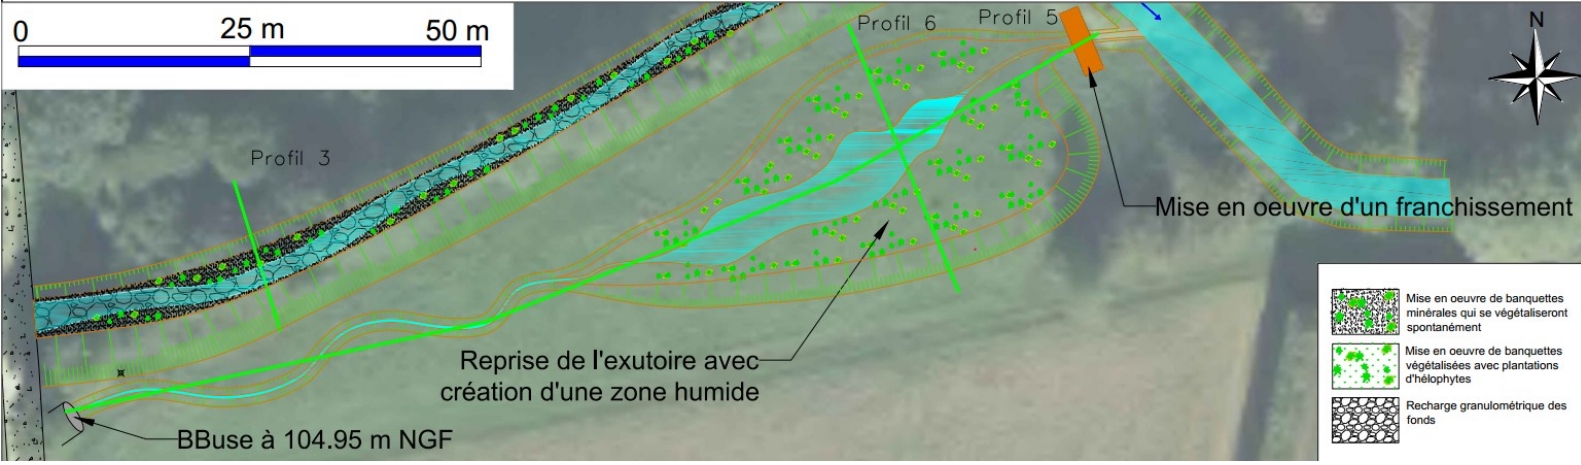 0 25 m 50 m
Profil 6
Profil 5
N
Profil 3
Mise en oeuvre d'un franchissement
Reprise de l'exutoire avec
création d'une zone humide
BBuse à 104.95 m NGF
Mise en oeuvre de banquettes
minérales qui se végétaliseront
spontanément
Mise en oeuvre de banquettes
végétalisées avec plantations
d'hélophytes
Recharge granulométrique des
fonds